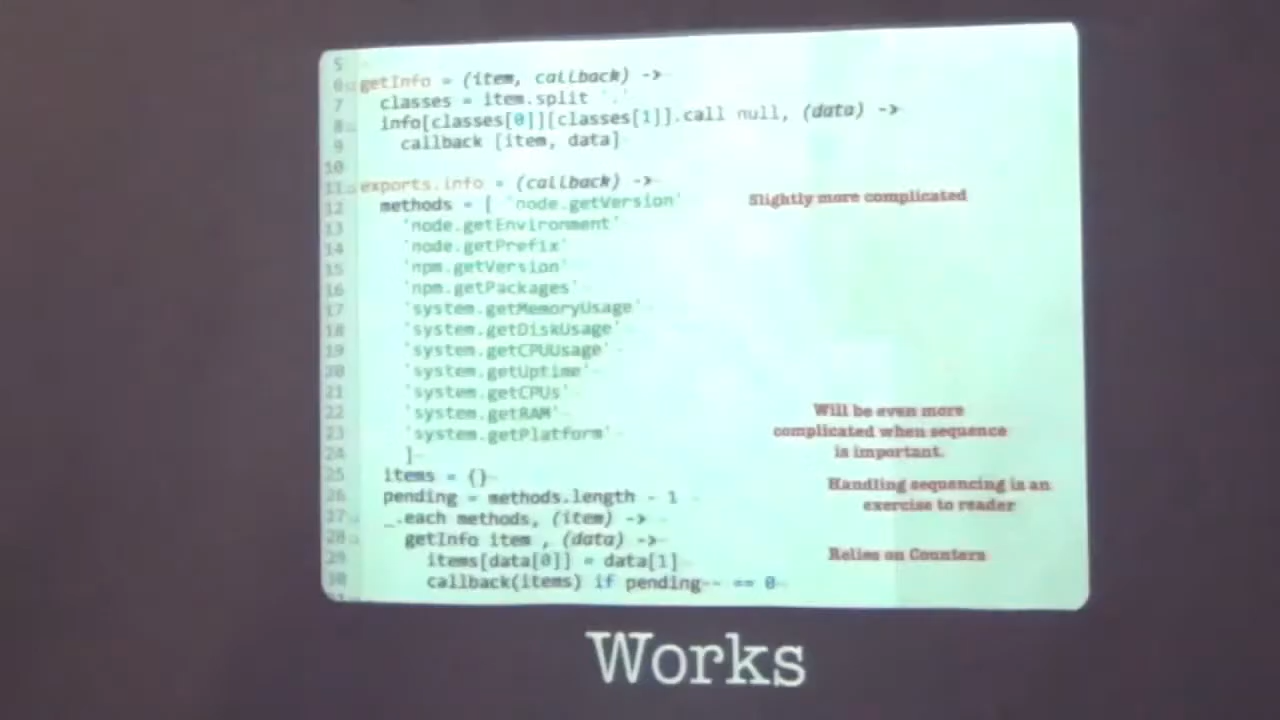 5
6 getInfo = (item, callback) ->
7 classes = item.split '.'
8 info[classes[0]][classes[1]].call null, (data) ->
9 callback [item, data]
10
11 exports.info = (callback) ->
12 methods = [ 'node.getVersion'
Slightly more complicated
13 'node.getEnvironment'
14 'node.getPrefix'
15 'npm.getVersion'
16 'npm.getPackages'
17 'system.getMemoryUsage'
18 'system.getDiskUsage'
19 'system.getCPUUsage'
20 'system.getUptime'
21 'system.getCPUs'
22 'system.getRAM'
23 'system.getPlatform'
24 ]
Will be even more
complicated when sequence
is important.
25 items = {}
26 pending = methods.length - 1
Handling sequencing is an
exercise to reader
27 _.each methods, (item) ->
28 getInfo item , (data) ->
29 items[data[0]] = data[1]
Relies on Counters
30 callback(items) if pending-- == 0
Works